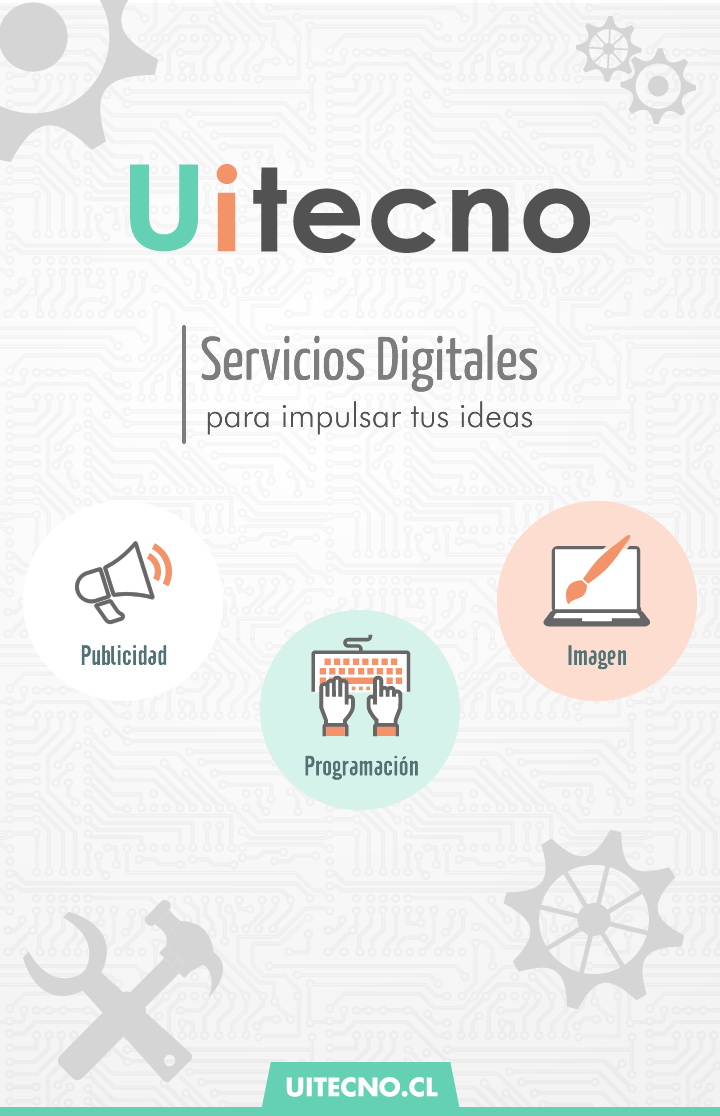 Uitecno
Servicios Digitales
para impulsar tus ideas
Publicidad
Imagen
Programación
UITECNO.CL